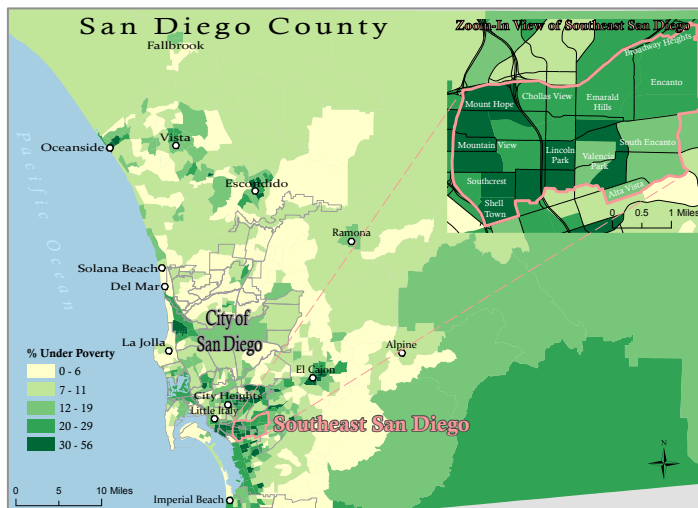 San Diego County
Zoom-In View of Southeast San Diego
Fallbrook
Broadway Heights
Encanto
Chollas View
Emarald
Hills
Mount Hope
Pacific Ocean
Oceanside
Vista
Mountain View
Lincoln
Park
South Encanto
Valencia
Park
Escondido
Southcrest
Alta Vista
Shell
Town
0 0.5 1 Miles
Ramona
Solana Beach
Del Mar
City of
San Diego
La Jolla
Alpine
% Under Poverty
0 - 6
7 - 11
12 - 19
20 - 29
30 - 56
El Cajon
City Heights
Little Italy
Southeast San Diego
N
0 5 10 Miles
Imperial Beach